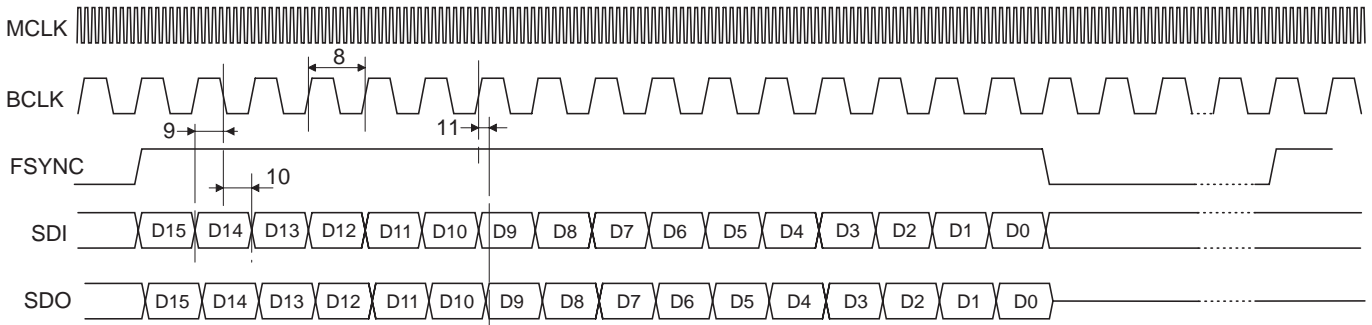 MCLK
8
BCLK
9
11
FSYNC
10
SDI D15 D14 D13 D12 D11 D10 D9 D8 D7 D6 D5 D4 D3 D2 D1 D0
SDO D15 D14 D13 D12 D11 D10 D9 D8 D7 D6 D5 D4 D3 D2 D1 D0